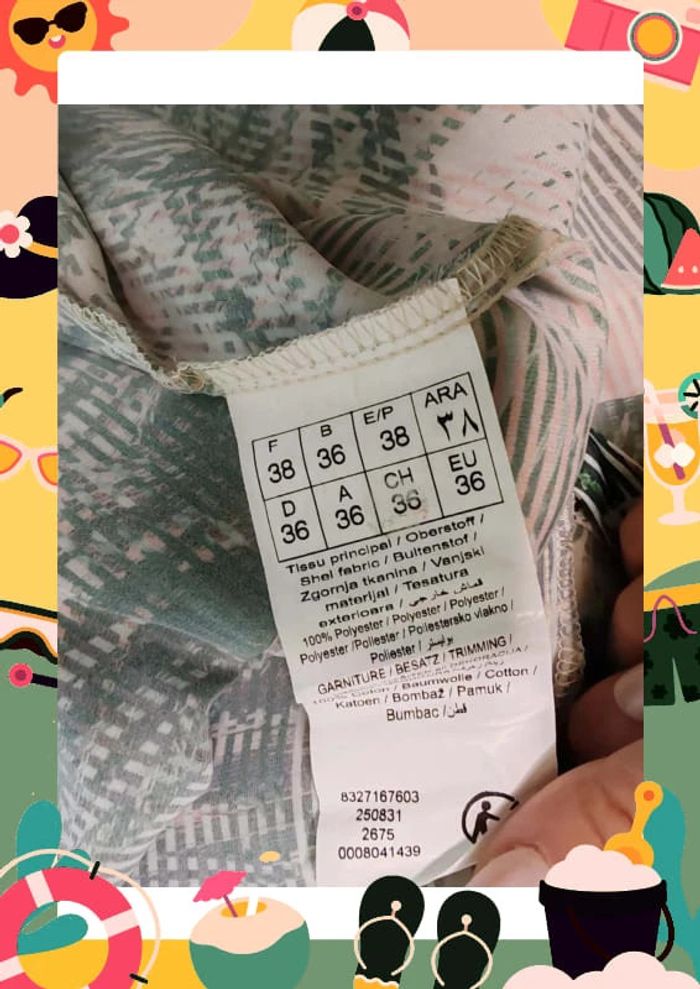 F B E/P ARA
38 36 38 ٣٨
D A CH EU
36 36 36 36
Tissu principal / Oberstoff /
Shel fabric / Buitenstof /
Zgornja tkanina / Vanjski
materijal / Tesatura
exterioara / قماش خارجي
100% Polyester / Polyester / Polyester /
Polyester /Poliester / Poliestersko vlakno /
Poliester / بوليستر
GARNITURE / BESATZ / TRIMMING /
/ Baumwolle / Cotton /
Katoen / Bombaž / Pamuk /
Bumbac / قطن
8327167603
250831
2675
0008041439